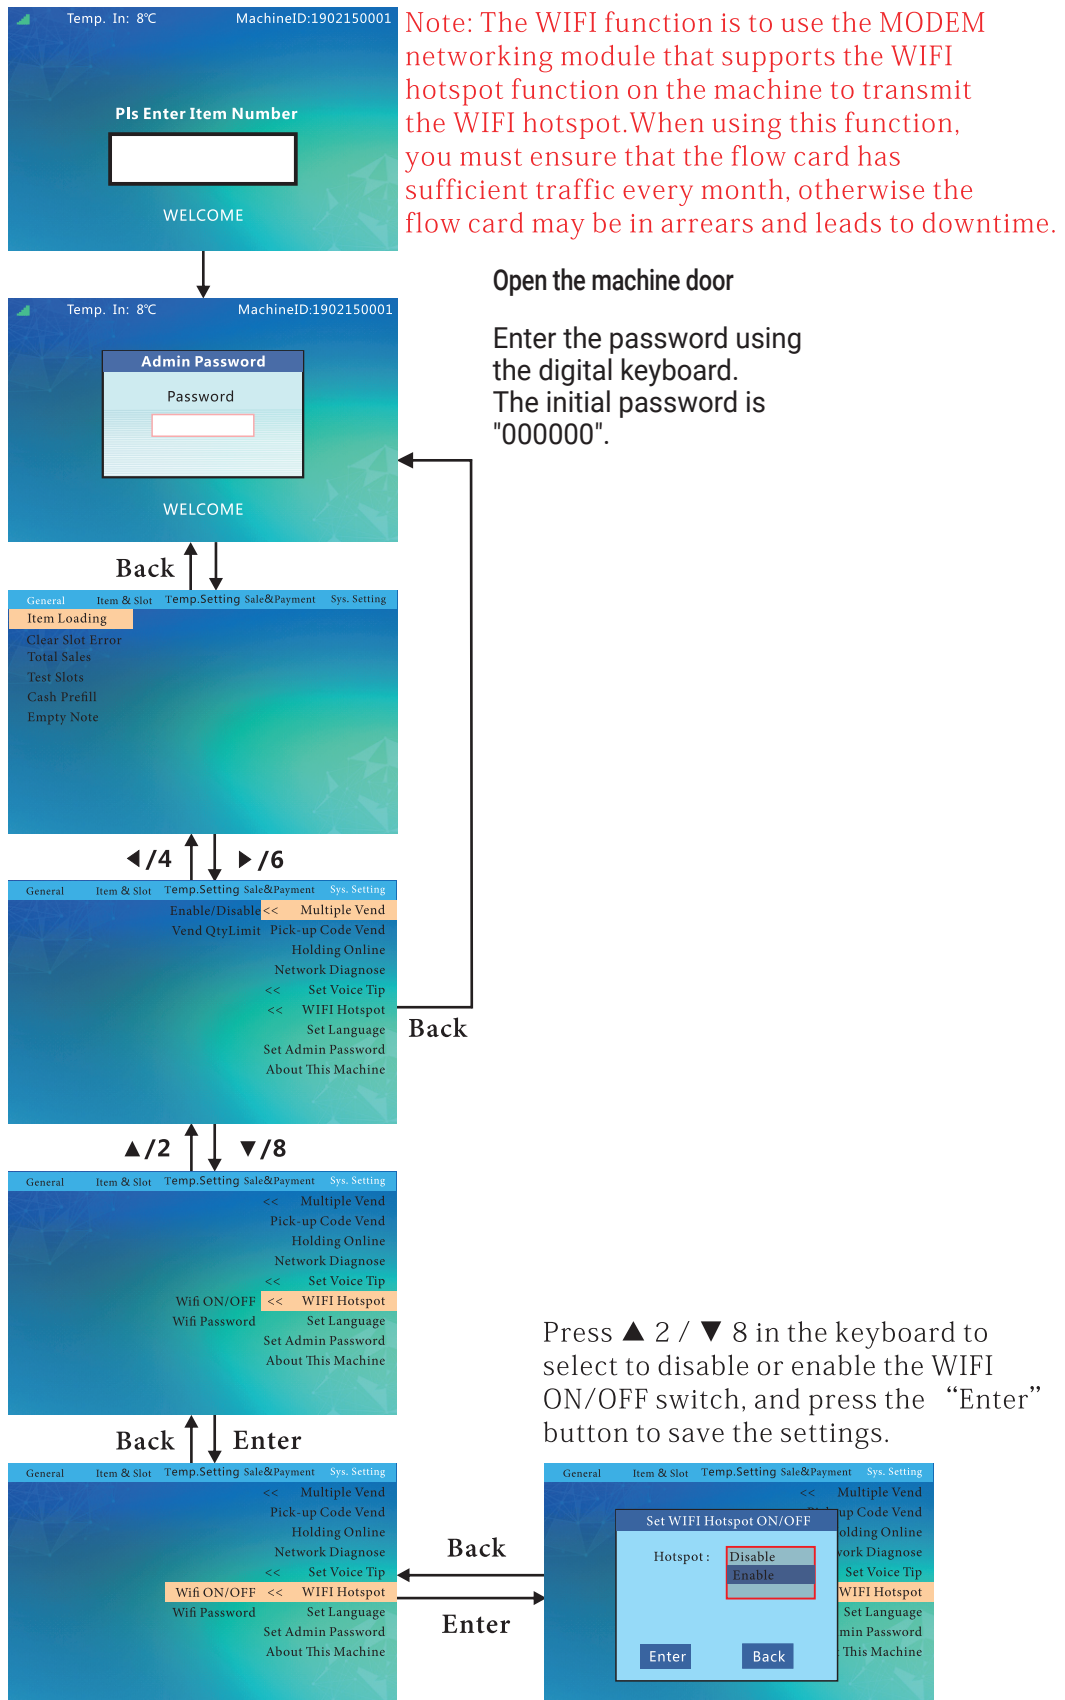 Temp. In: 8℃ MachineID:1902150001
Pls Enter Item Number
WELCOME
Note: The WIFI function is to use the MODEM
networking module that supports the WIFI
hotspot function on the machine to transmit
the WIFI hotspot.When using this function,
you must ensure that the flow card has
sufficient traffic every month, otherwise the
flow card may be in arrears and leads to downtime.
Open the machine door
Enter the password using
the digital keyboard.
The initial password is
"000000".
Temp. In: 8℃ MachineID:1902150001
Admin Password
Password
WELCOME
Back
General Item & Slot Temp.Setting Sale&Payment Sys. Setting
Item Loading
Clear Slot Error
Total Sales
Test Slots
Cash Prefill
Empty Note
◀/4 ▶/6
General Item & Slot Temp.Setting Sale&Payment Sys. Setting
Enable/Disable << Multiple Vend
Vend QtyLimit Pick-up Code Vend
Holding Online
Network Diagnose
<< Set Voice Tip
<< WIFI Hotspot
Set Language
Set Admin Password
About This Machine
Back
▲/2 ▼/8
General Item & Slot Temp.Setting Sale&Payment Sys. Setting
<< Multiple Vend
Pick-up Code Vend
Holding Online
Network Diagnose
<< Set Voice Tip
Wifi ON/OFF << WIFI Hotspot
Wifi Password Set Language
Set Admin Password
About This Machine
Press ▲ 2 / ▼ 8 in the keyboard to
select to disable or enable the WIFI
ON/OFF switch, and press the “Enter”
button to save the settings.
Back Enter
General Item & Slot Temp.Setting Sale&Payment Sys. Setting
<< Multiple Vend
Pick-up Code Vend
Holding Online
Network Diagnose
<< Set Voice Tip
Wifi ON/OFF << WIFI Hotspot
Wifi Password Set Language
Set Admin Password
About This Machine
Back
Enter
General Item & Slot Temp.Setting Sale&Payment Sys. Setting
<< Multiple Vend
up Code Vend
olding Online
ork Diagnose
Set Voice Tip
WIFI Hotspot
Set Language
min Password
This Machine
Set WIFI Hotspot ON/OFF
Hotspot : Disable
Enable
Enter Back